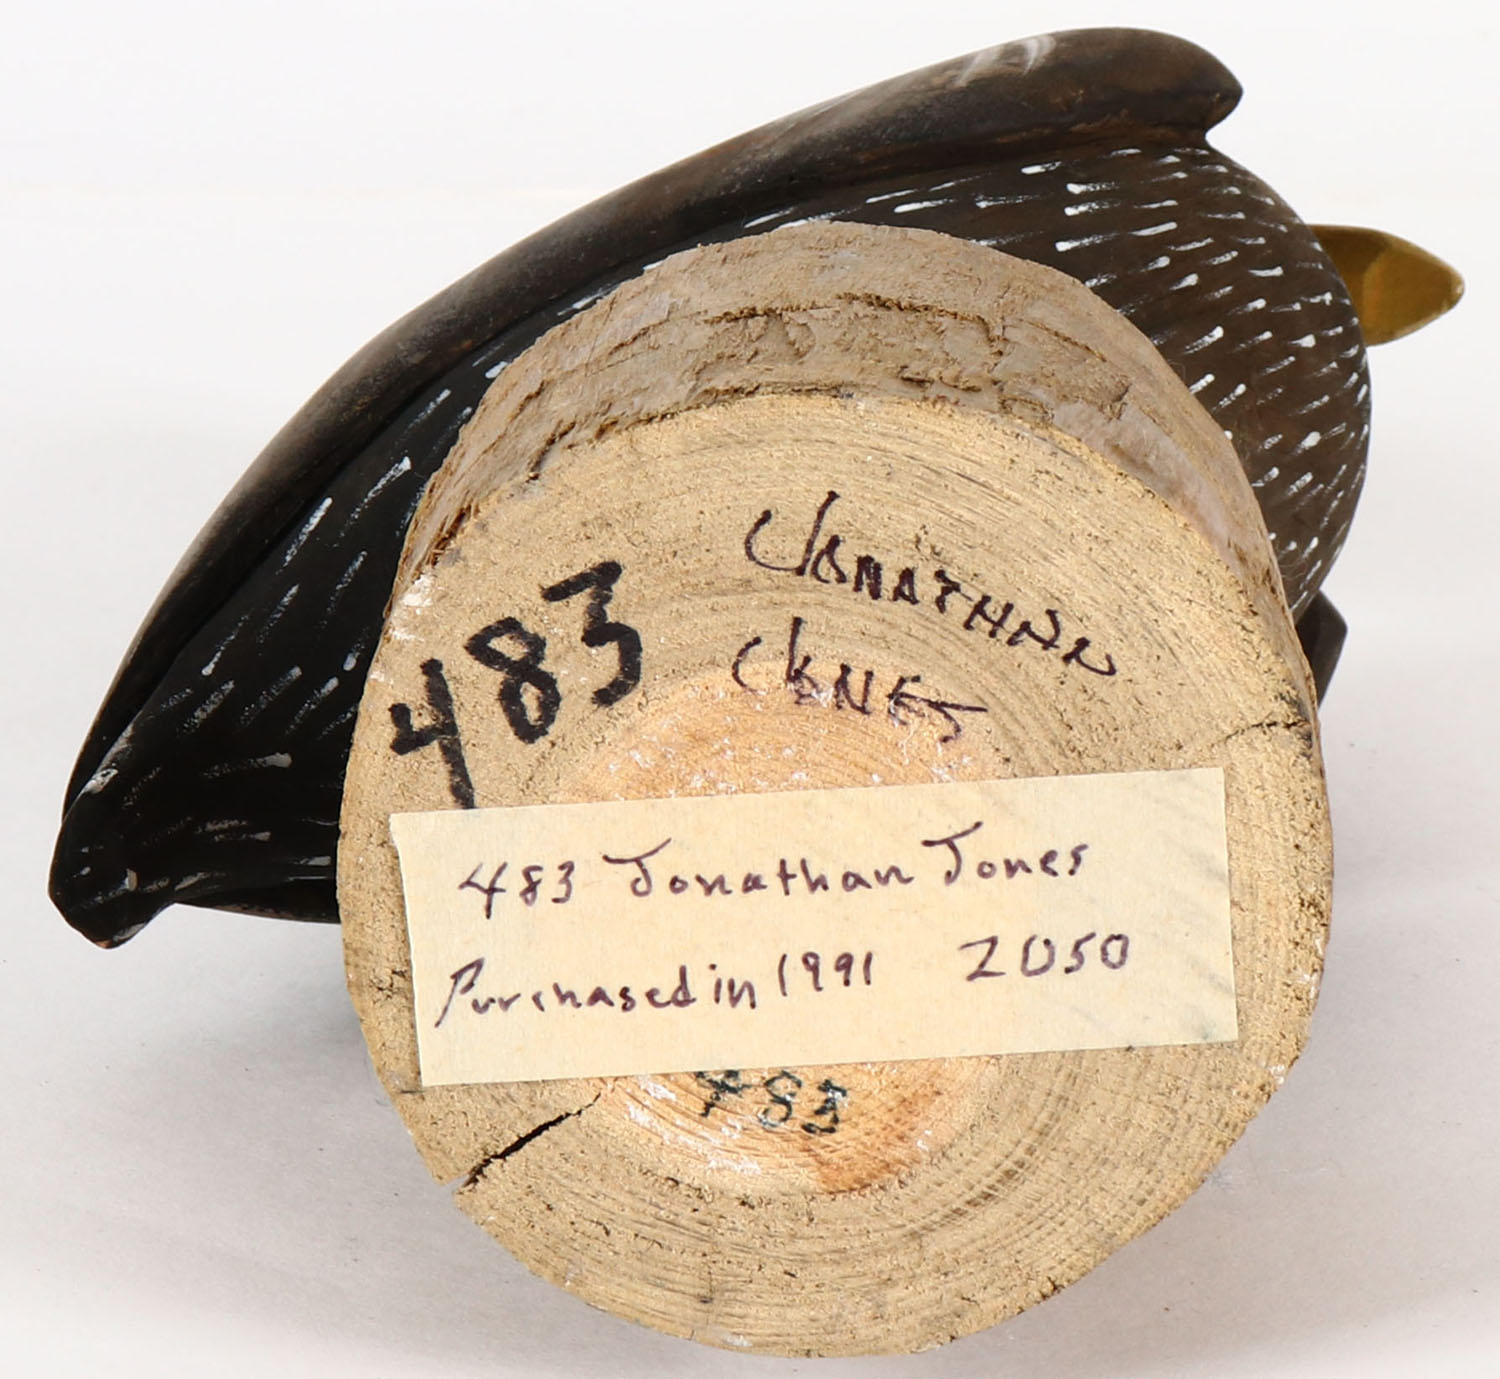 483
JONATHAN
JONES
483 Jonathan Jones
Purchased in 1991 2050
483